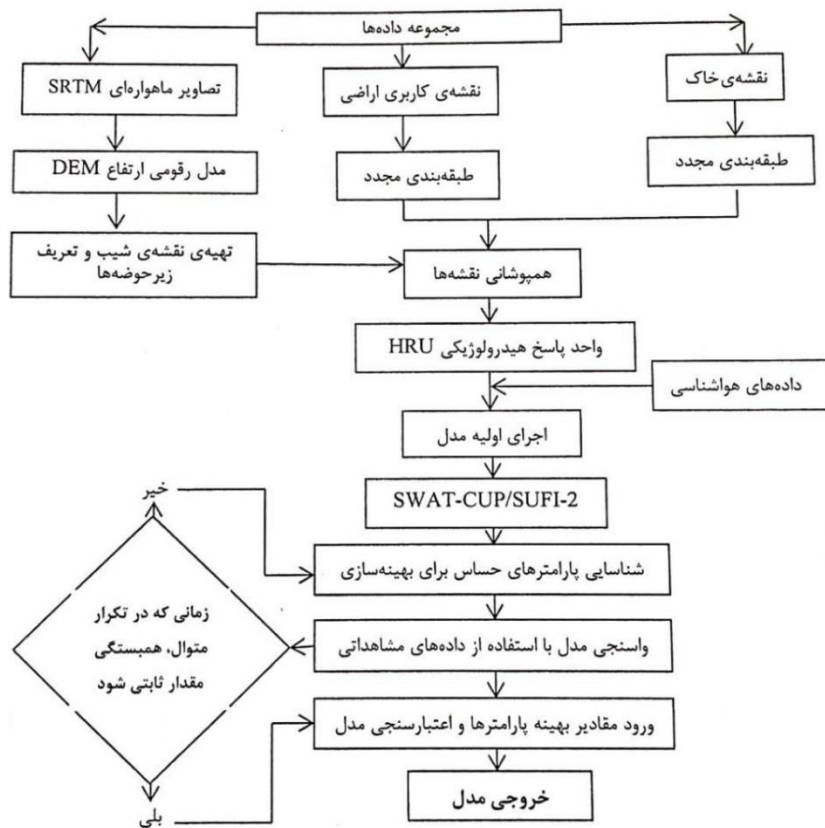 مجموعه داده‌ها
نقشه‌ی خاک
نقشه‌ی کاربری اراضی
تصاویر ماهواره‌ای SRTM
طبقه‌بندی مجدد
طبقه‌بندی مجدد
مدل رقومی ارتفاع DEM
همپوشانی نقشه‌ها
تهیه‌ی نقشه‌ی شیب و تعریف
زیرحوضه‌ها
واحد پاسخ هیدرولوژیکی HRU
داده‌های هواشناسی
اجرای اولیه مدل
SWAT-CUP/SUFI-2
خیر
شناسایی پارامترهای حساس برای بهینه‌سازی
زمانی که در تکرار
متوال، همبستگی
مقدار ثابتی شود
واسنجی مدل با استفاده از داده‌های مشاهداتی
ورود مقادیر بهینه پارامترها و اعتبارسنجی مدل
بلی
خروجی مدل